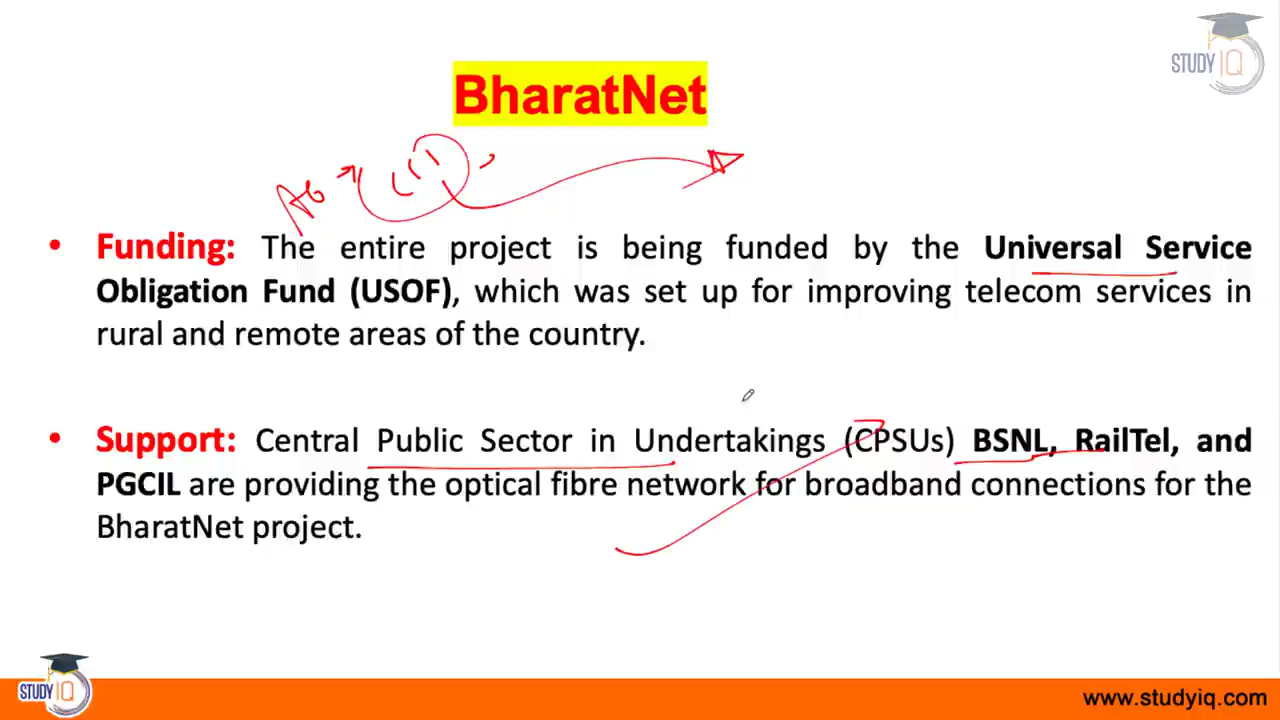 STUDY IQ
BharatNet
• Funding: The entire project is being funded by the Universal Service
Obligation Fund (USOF), which was set up for improving telecom services in
rural and remote areas of the country.
• Support: Central Public Sector in Undertakings (CPSUs) BSNL, RailTel, and
PGCIL are providing the optical fibre network for broadband connections for the
BharatNet project.
STUDY IQ
www.studyiq.com